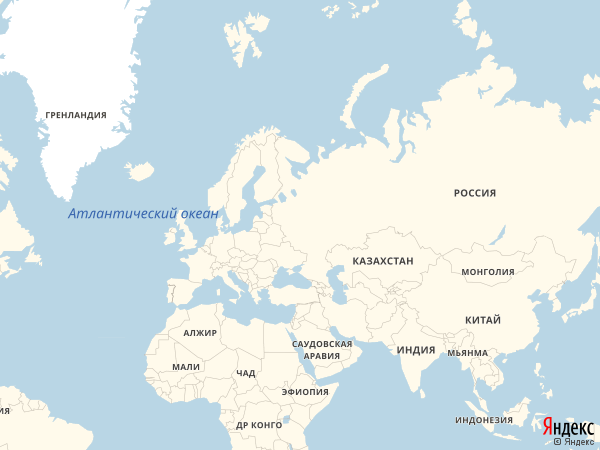 ГРЕНЛАНДИЯ
РОССИЯ
Атлантический океан
КАЗАХСТАН
МОНГОЛИЯ
КИТАЙ
АЛЖИР
САУДОВСКАЯ
АРАВИЯ
ИНДИЯ
МЬЯНМА
МАЛИ
ЧАД
ЭФИОПИЯ
ИЯ
ДР КОНГО
ИНДОНЕЗИЯ
Яндекс
© Яндекс